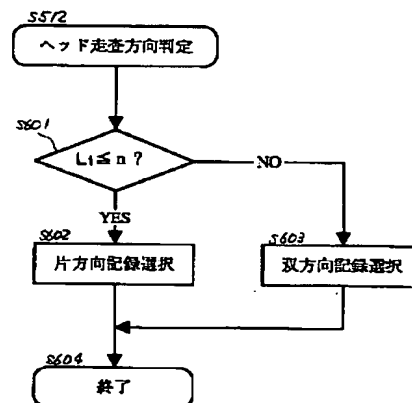 S512
ヘッド走査方向判定
S601
Li≦n?
NO
YES
S602
片方向記録選択
S603
双方向記録選択
S604
終了